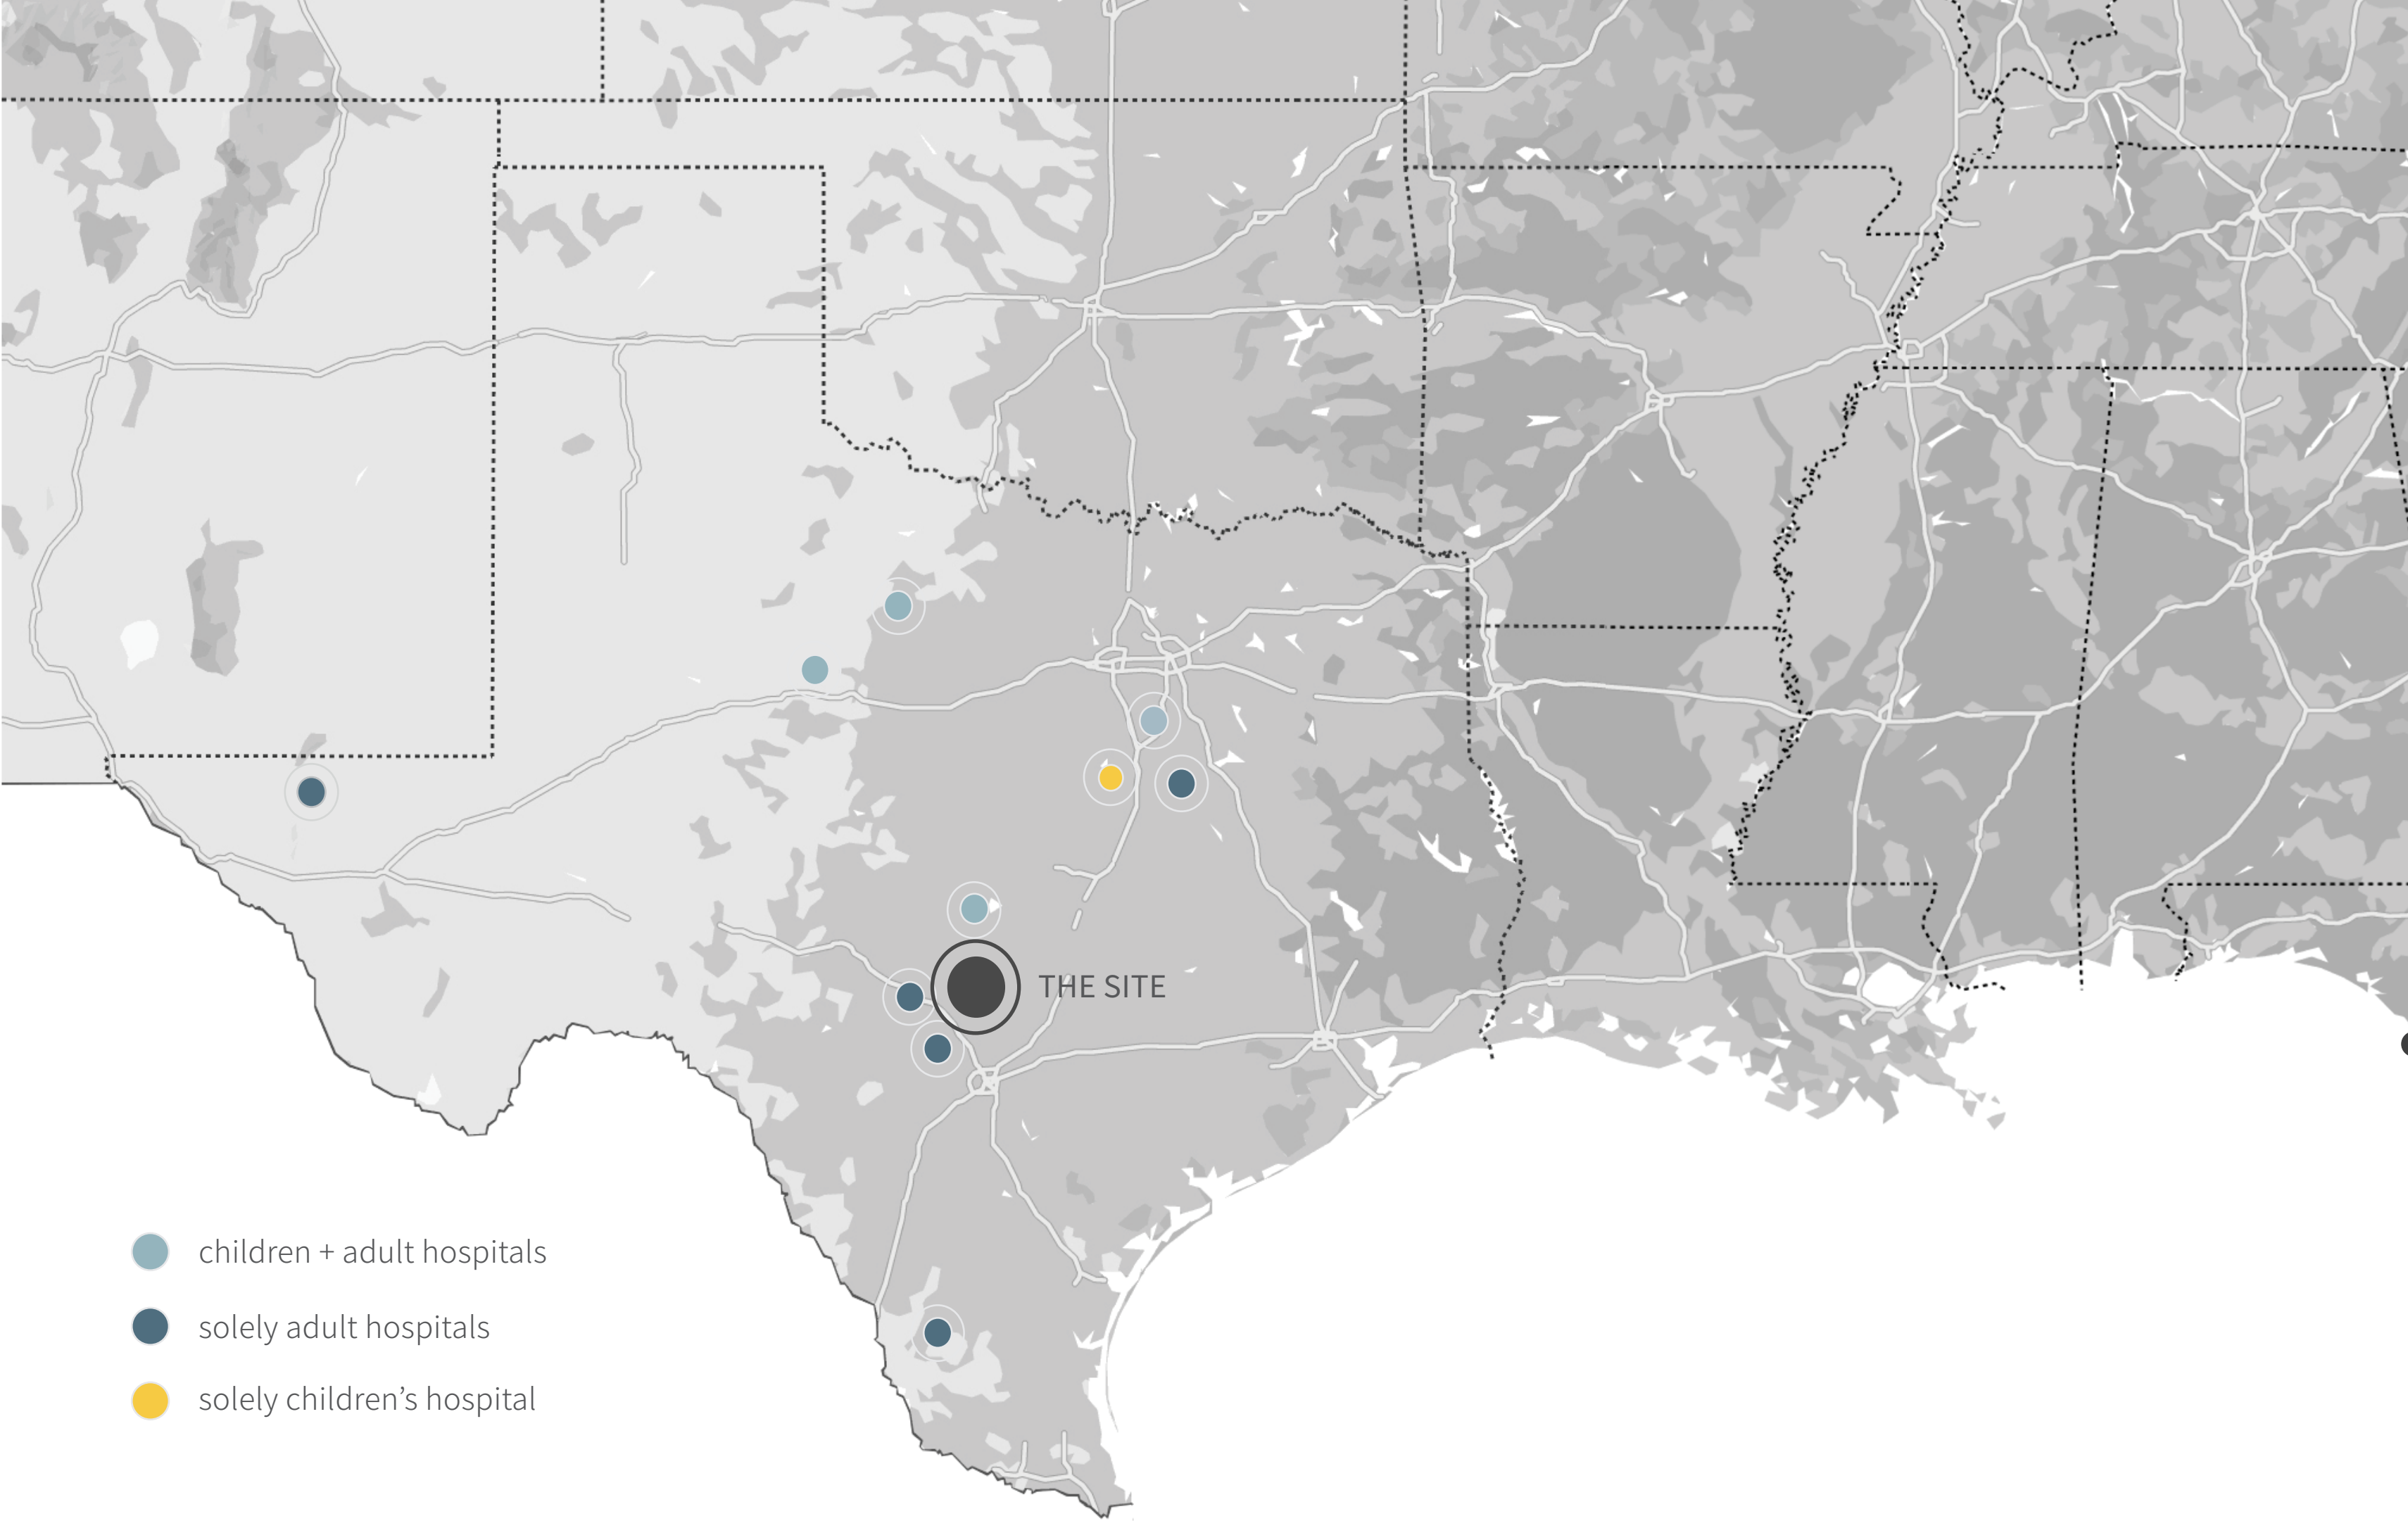 THE SITE
children + adult hospitals
solely adult hospitals
solely children’s hospital